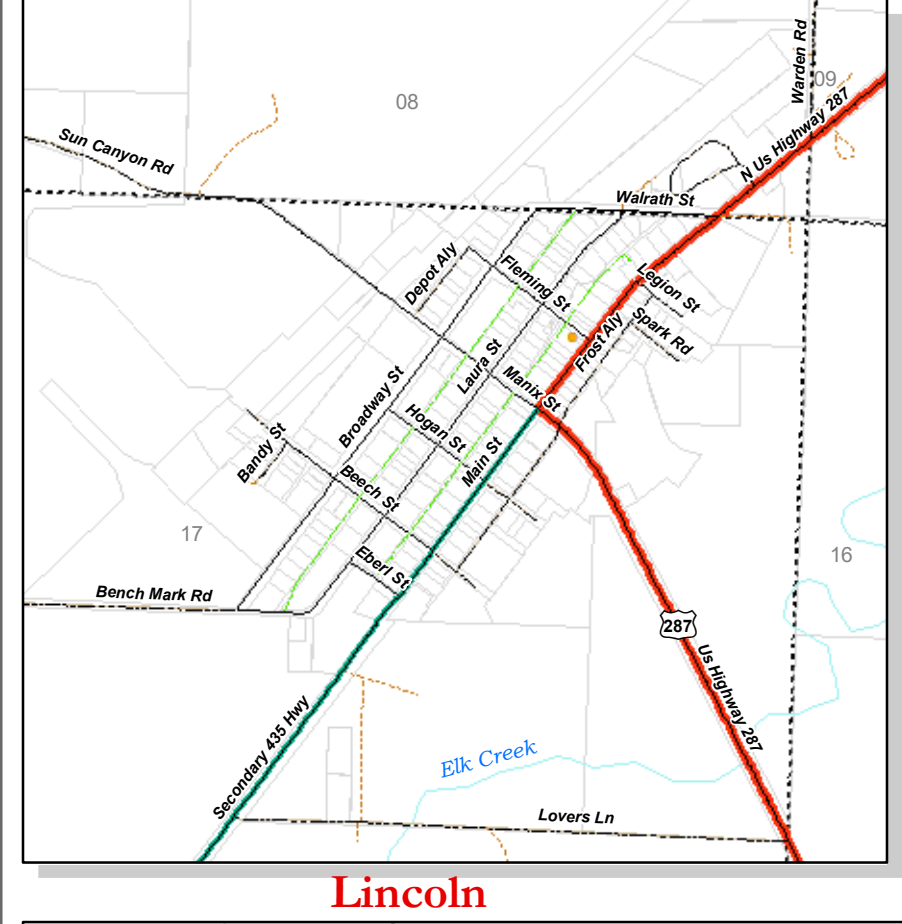 Warden Rd
09
08
N Us Highway 287
Sun Canyon Rd
Walrath St
Depot Aly
Fleming St
Legion St
Spark Rd
Frost Aly
Laura St
Manix St
Broadway St
Hogan St
Main St
Bandy St
Beech St
17
16
Eberl St
Bench Mark Rd
287
Us Highway 287
Secondary 435 Hwy
Elk Creek
Lovers Ln
Lincoln